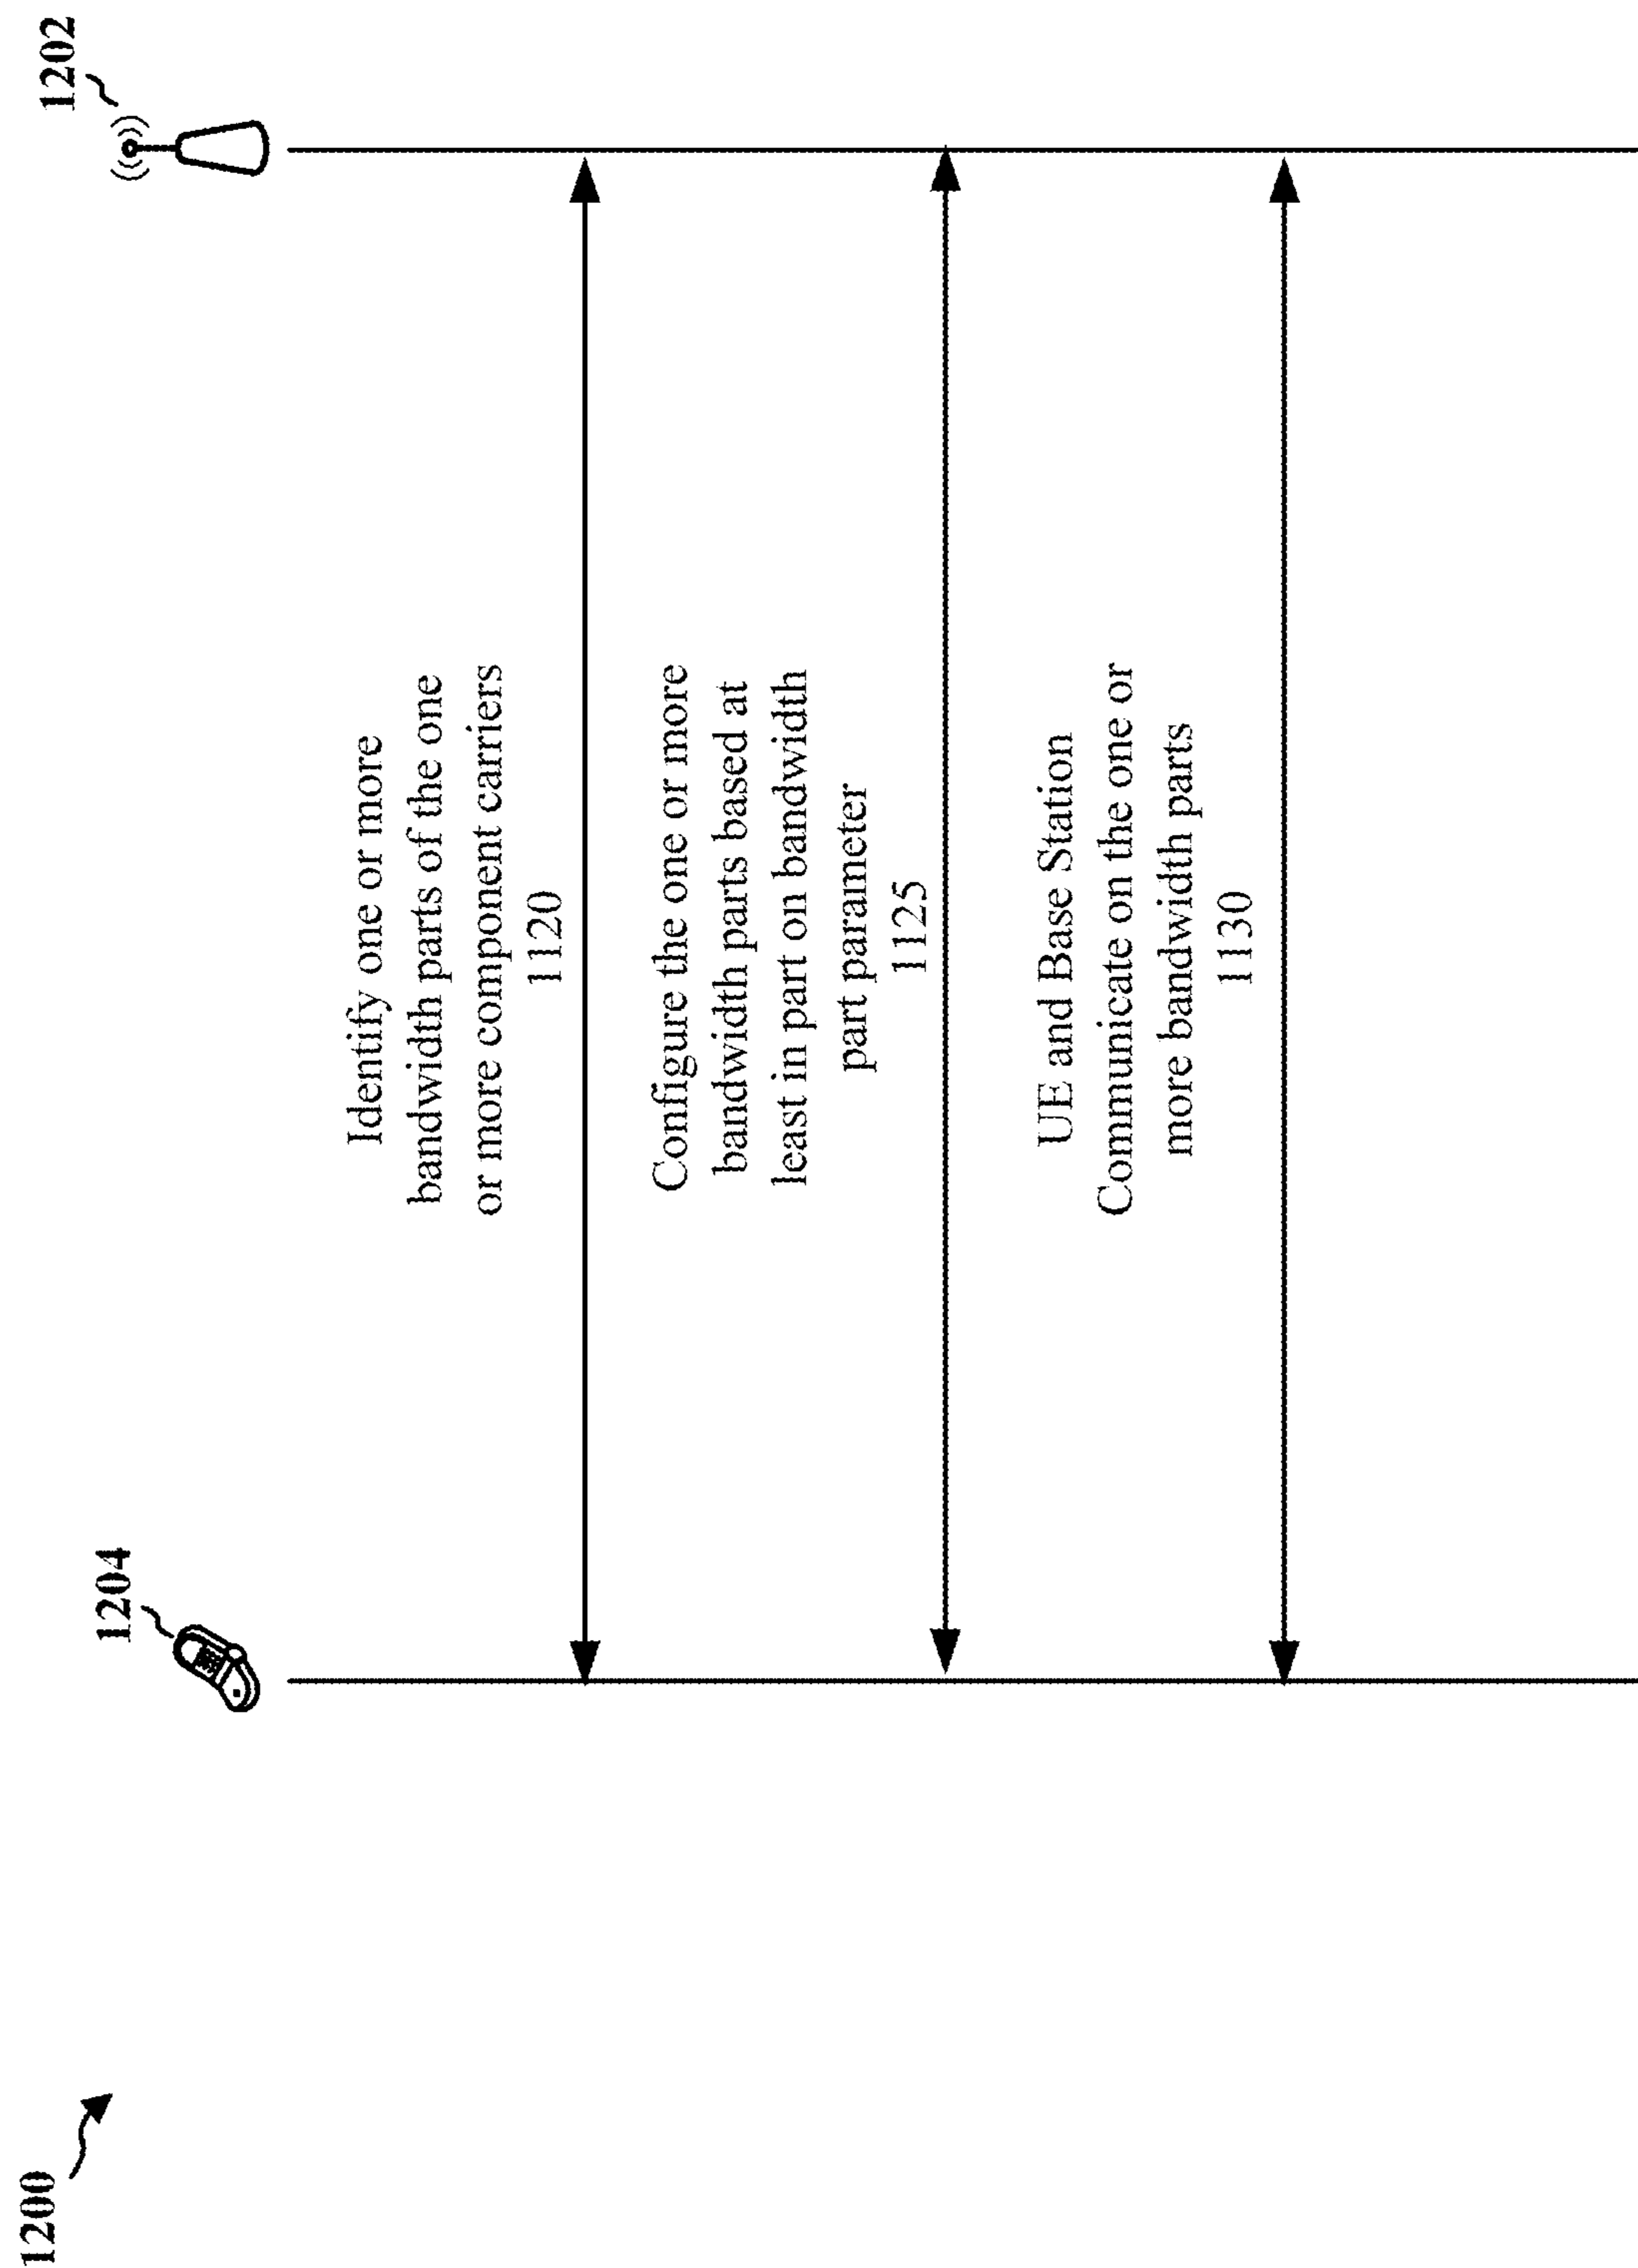 1200
1204
1202
Identify one or more
bandwidth parts of the one
or more component carriers
1120
Configure the one or more
bandwidth parts based at
least in part on bandwidth
part parameter
1125
UE and Base Station
Communicate on the one or
more bandwidth parts
1130